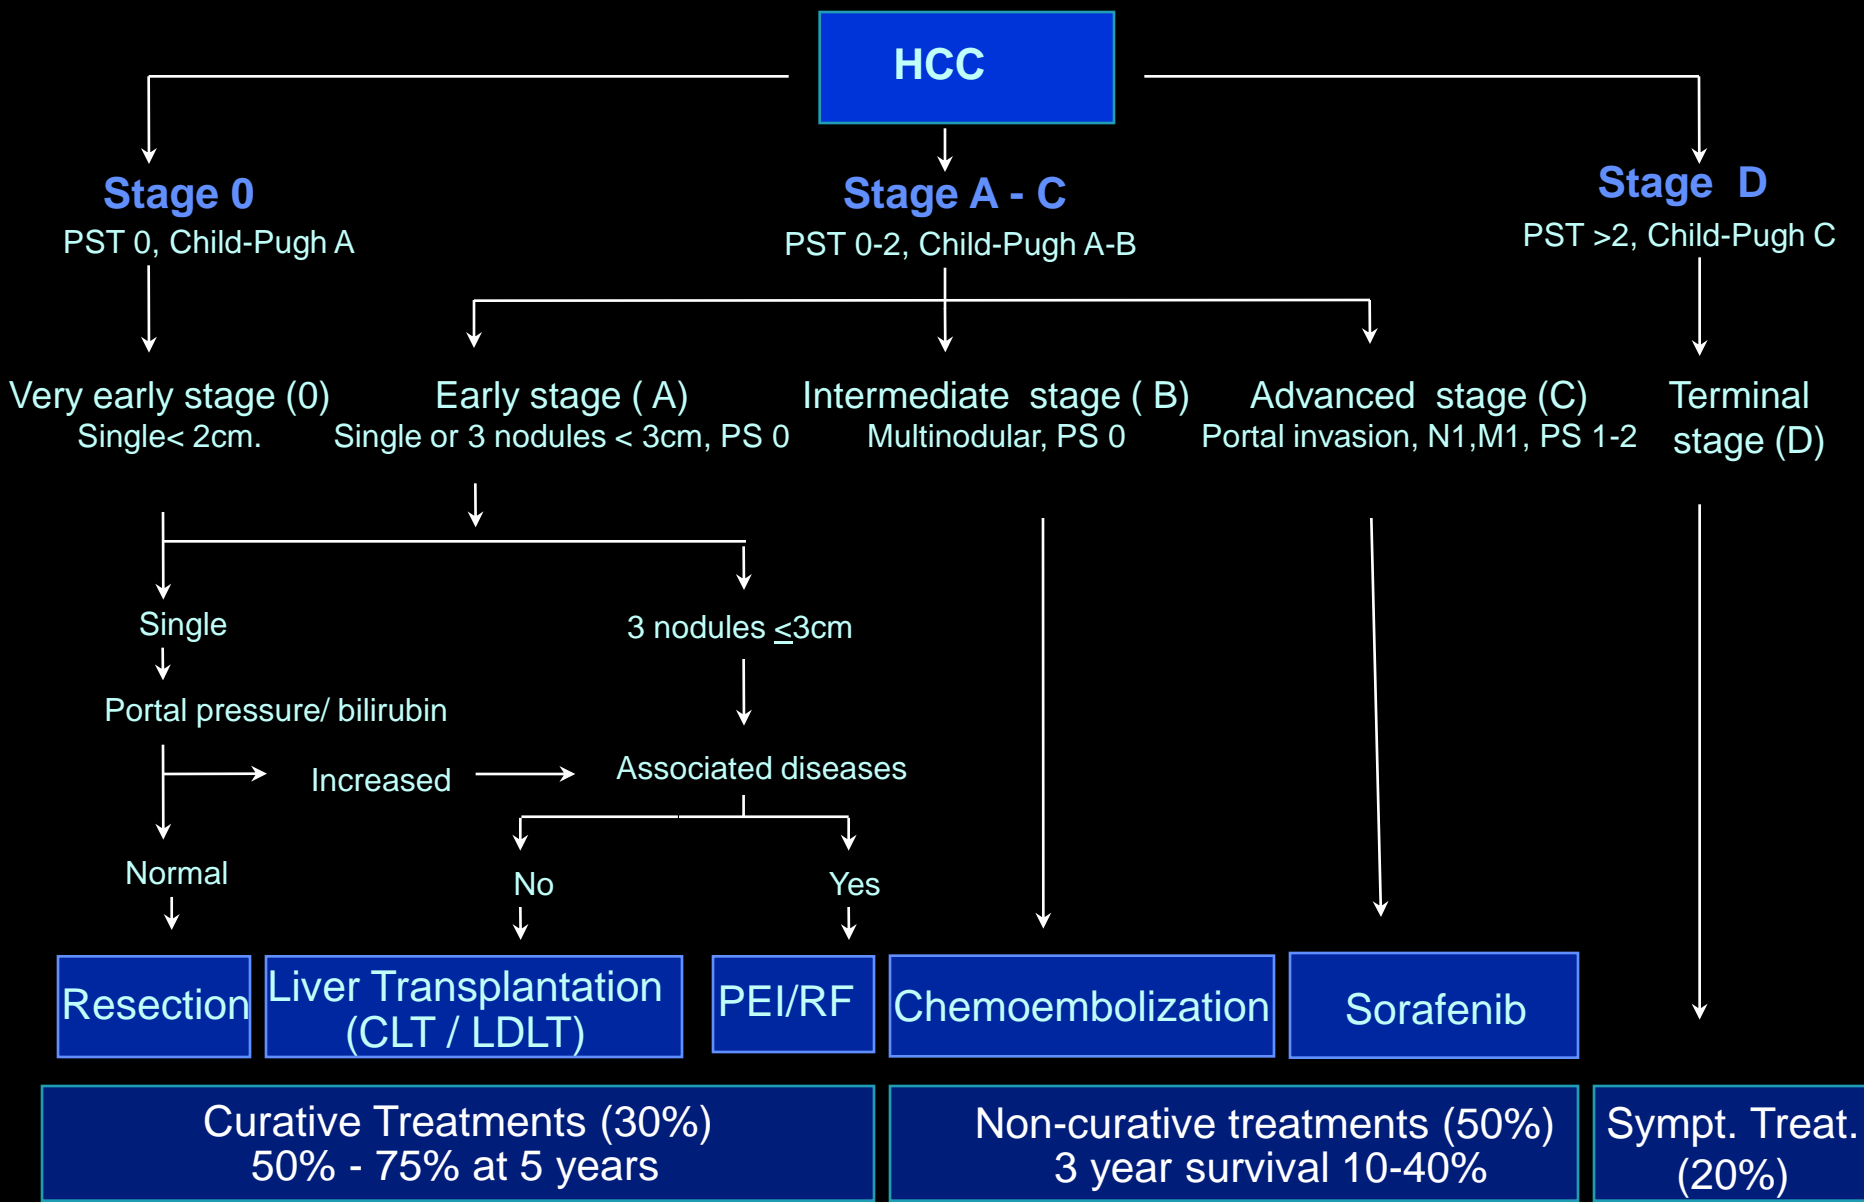 HCC
Stage 0
PST 0, Child-Pugh A
Stage A - C
PST 0-2, Child-Pugh A-B
Stage D
PST >2, Child-Pugh C
Very early stage (0)
Single< 2cm.
Early stage ( A)
Single or 3 nodules < 3cm, PS 0
Intermediate stage ( B)
Multinodular, PS 0
Advanced stage (C)
Portal invasion, N1,M1, PS 1-2
Terminal
stage (D)
Single
3 nodules ≤3cm
Portal pressure/ bilirubin
Increased
Associated diseases
Normal
No
Yes
Resection
Liver Transplantation
(CLT / LDLT)
PEI/RF
Chemoembolization
Sorafenib
Curative Treatments (30%)
50% - 75% at 5 years
Non-curative treatments (50%)
3 year survival 10-40%
Sympt. Treat.
(20%)